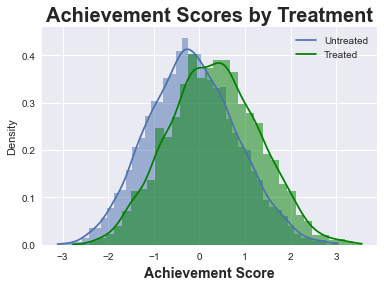 Achievement Scores by Treatment
Untreated
Treated
Density
0.4
0.3
0.2
0.1
0.0
−3 −2 −1 0 1 2 3
Achievement Score